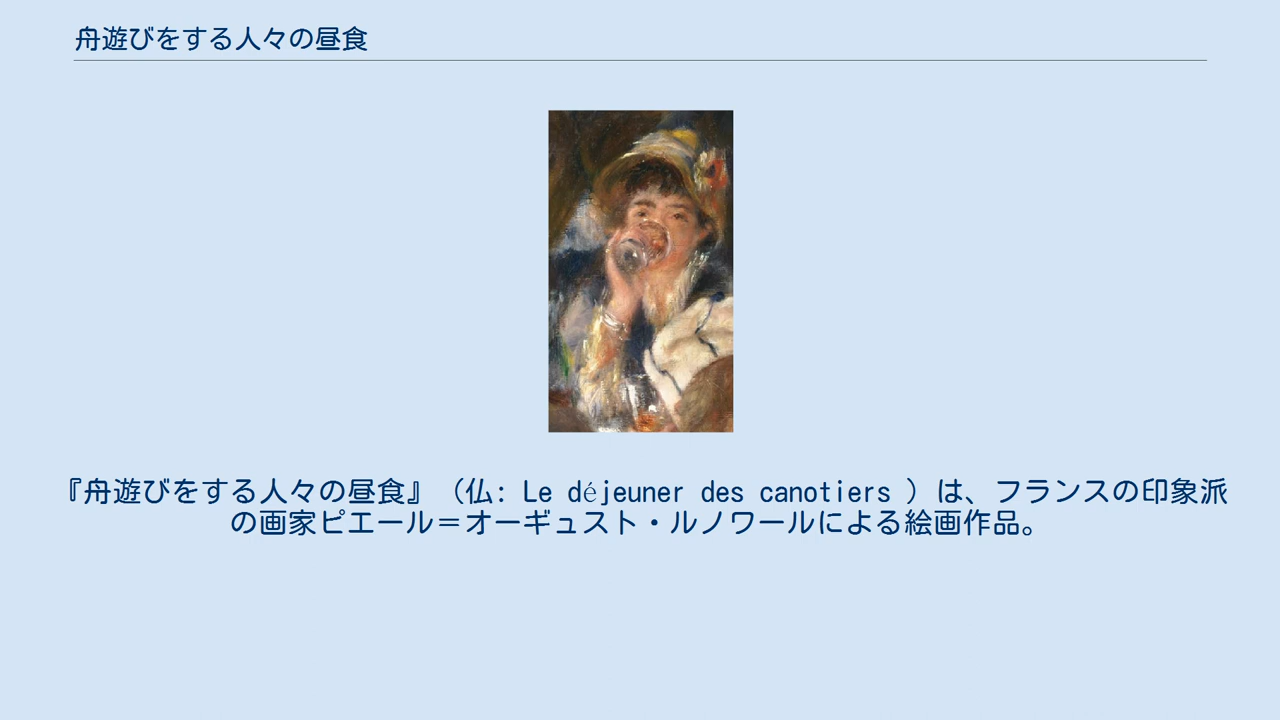 舟遊びをする人々の昼食
『舟遊びをする人々の昼食』（仏: Le déjeuner des canotiers ）は、フランスの印象派
の画家ピエール＝オーギュスト・ルノワールによる絵画作品。